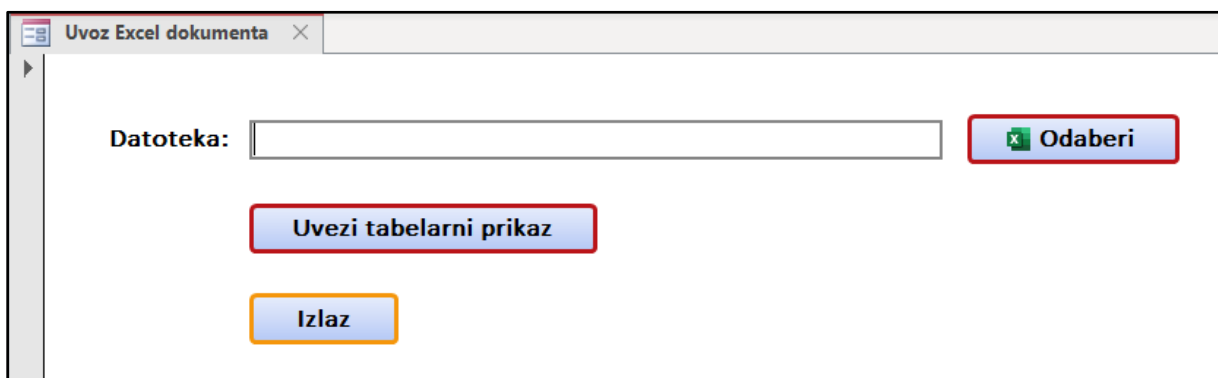 Uvoz Excel dokumenta
Datoteka: Odaberi
Uvezi tabelarni prikaz
Izlaz